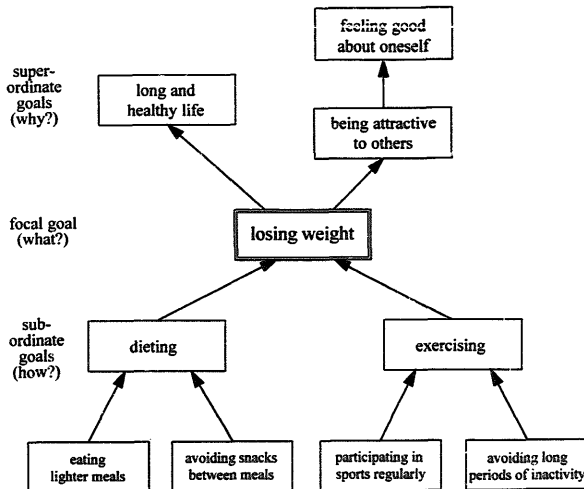 feeling good
about oneself
super-
ordinate
goals
(why?)
long and
healthy life
being attractive
to others
focal goal
(what?)
losing weight
sub-
ordinate
goals
(how?)
dieting
exercising
eating
lighter meals
avoiding snacks
between meals
participating in
sports regularly
avoiding long
periods of inactivity